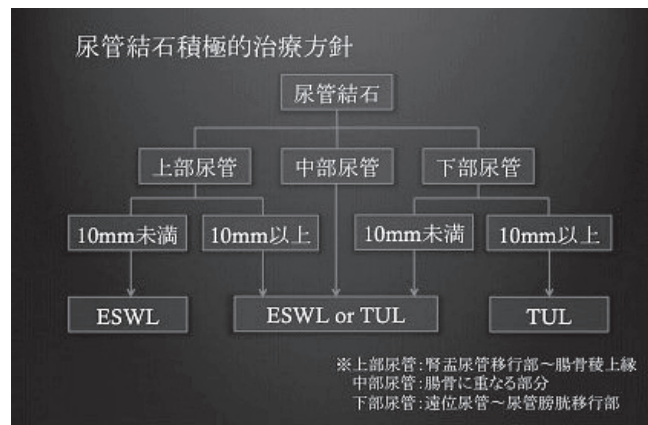 尿管結石積極的治療方針
尿管結石
上部尿管 中部尿管 下部尿管
10mm未満 10mm以上 10mm未満 10mm以上
ESWL ESWL or TUL TUL
※上部尿管：腎盂尿管移行部～腸骨稜上縁
中部尿管：腸骨に重なる部分
下部尿管：遠位尿管～尿管膀胱移行部